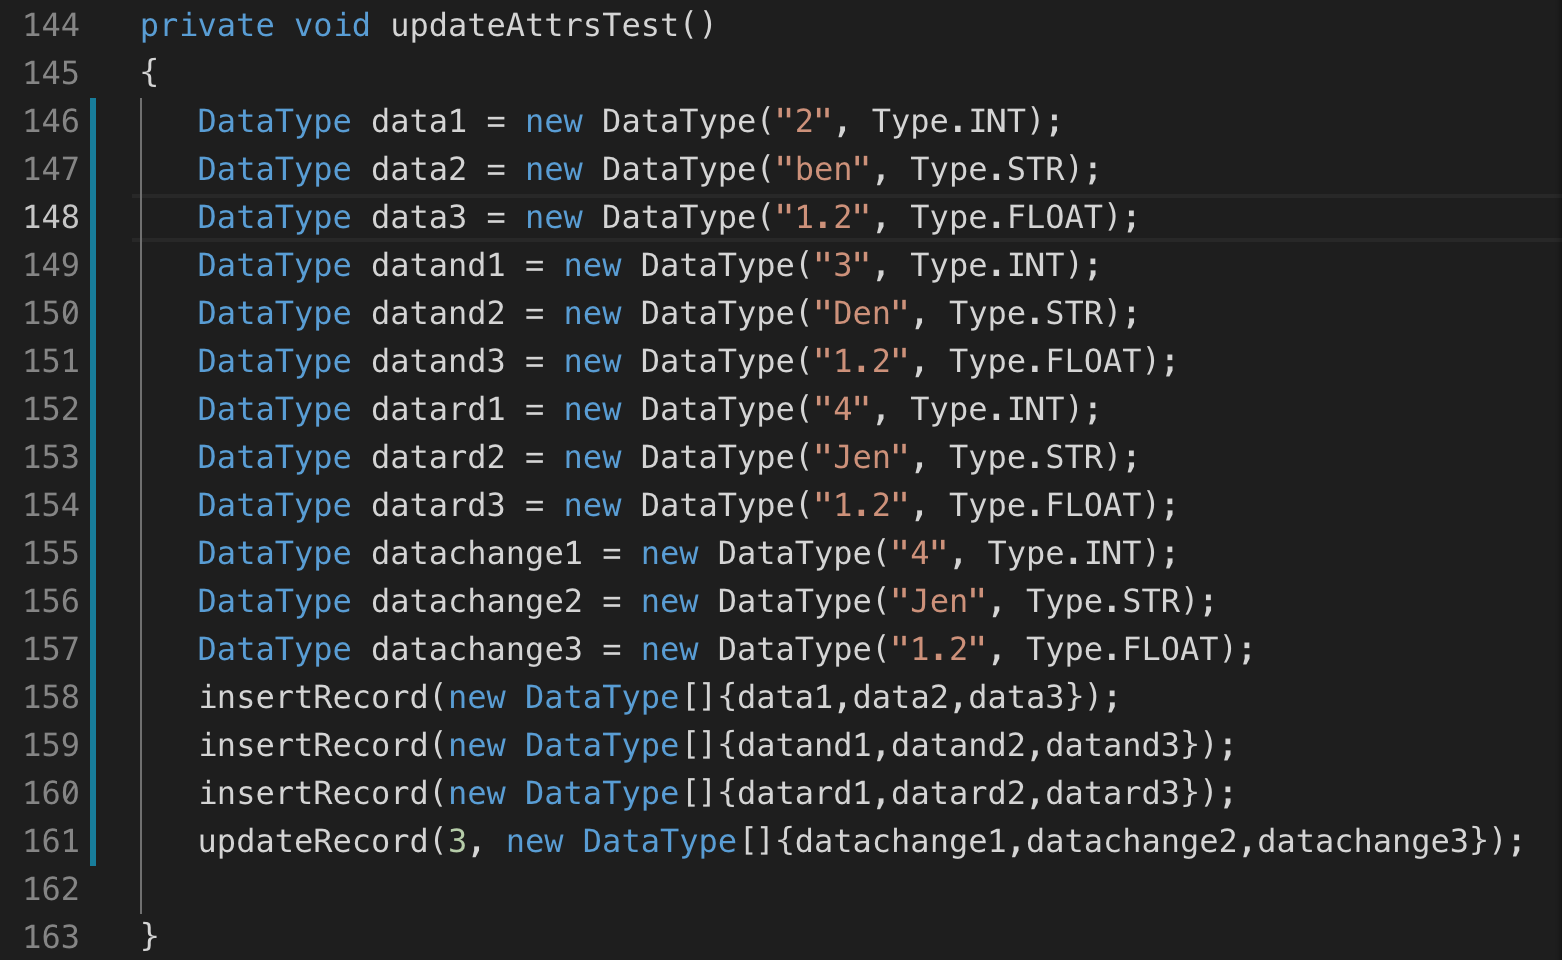 144 private void updateAttrsTest()
145 {
146 DataType data1 = new DataType("2", Type.INT);
147 DataType data2 = new DataType("ben", Type.STR);
148 DataType data3 = new DataType("1.2", Type.FLOAT);
149 DataType datand1 = new DataType("3", Type.INT);
150 DataType datand2 = new DataType("Den", Type.STR);
151 DataType datand3 = new DataType("1.2", Type.FLOAT);
152 DataType datard1 = new DataType("4", Type.INT);
153 DataType datard2 = new DataType("Jen", Type.STR);
154 DataType datard3 = new DataType("1.2", Type.FLOAT);
155 DataType datachange1 = new DataType("4", Type.INT);
156 DataType datachange2 = new DataType("Jen", Type.STR);
157 DataType datachange3 = new DataType("1.2", Type.FLOAT);
158 insertRecord(new DataType[]{data1,data2,data3});
159 insertRecord(new DataType[]{datand1,datand2,datand3});
160 insertRecord(new DataType[]{datard1,datard2,datard3});
161 updateRecord(3, new DataType[]{datachange1,datachange2,datachange3});
162
163 }